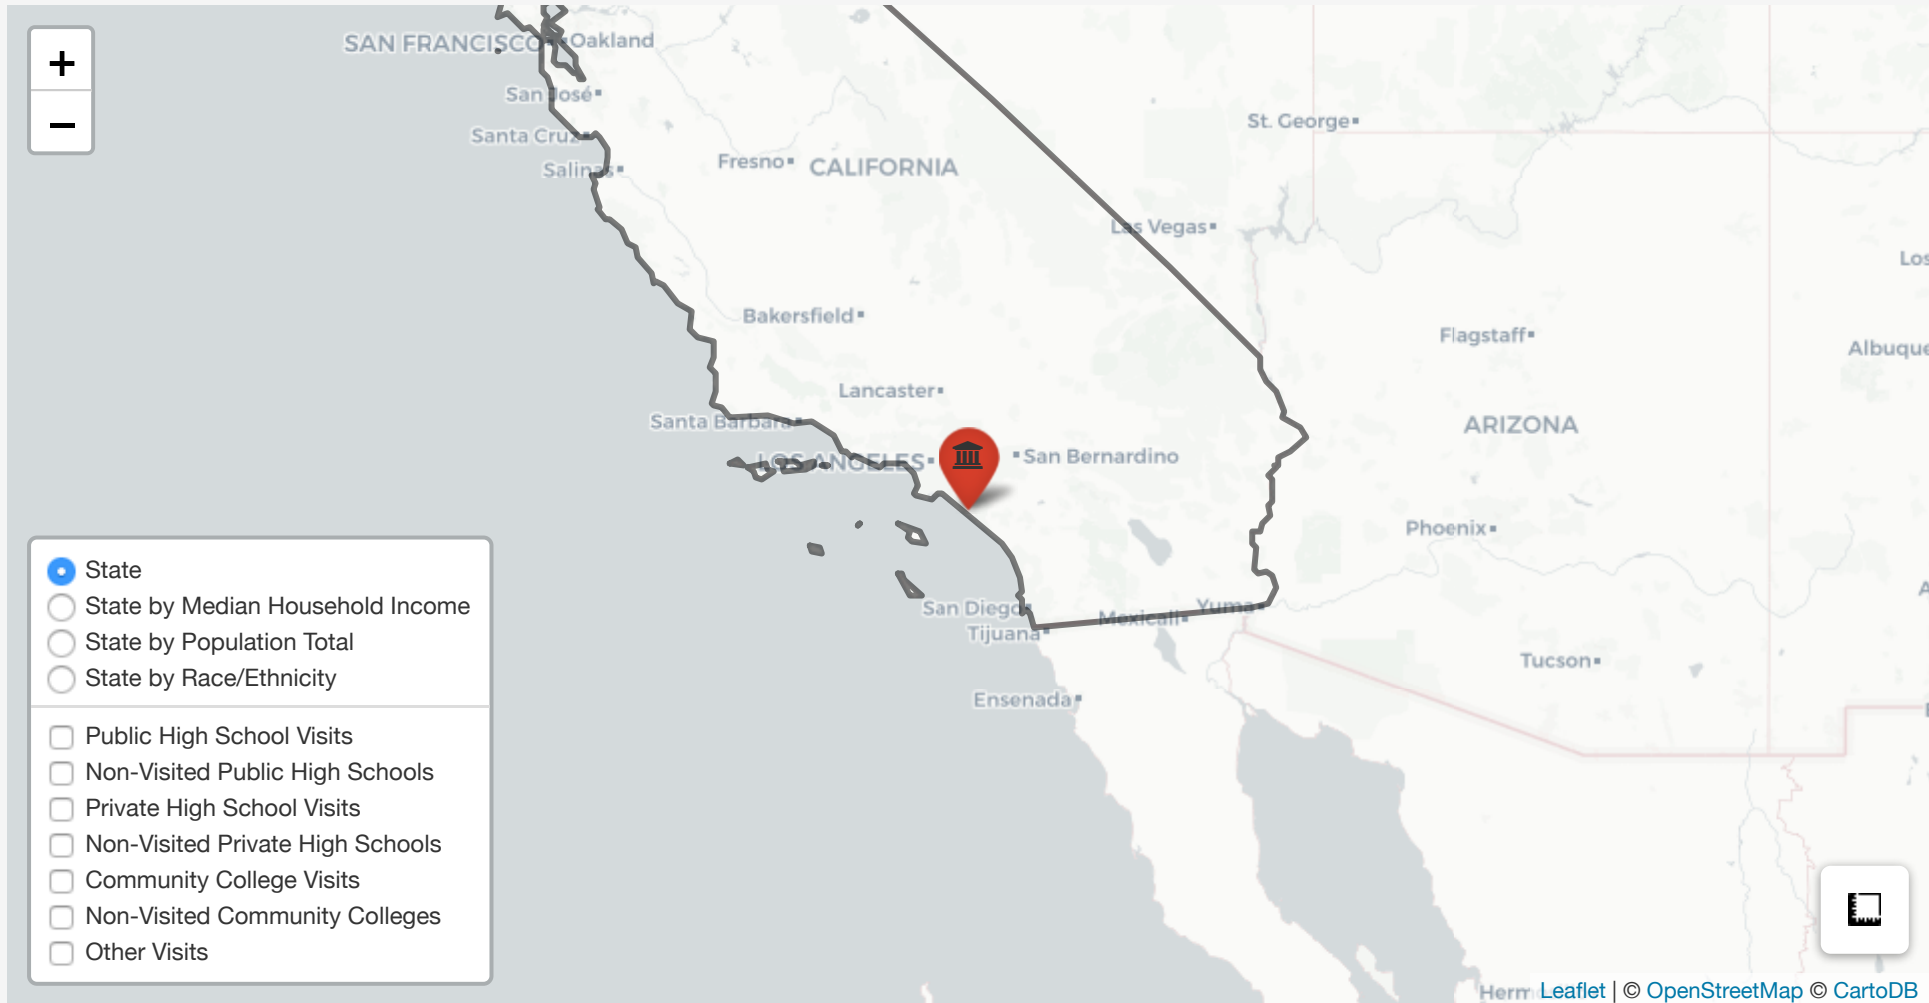 +
−
SAN FRANCISCO
Oakland
San José
Santa Cruz
Salinas
Fresno
CALIFORNIA
St. George
Las Vegas
Los
Bakersfield
Flagstaff
Albuque
Lancaster
Santa Barbara
ARIZONA
LOS ANGELES
San Bernardino
Phoenix
San Diego
Yuma
Mexicali
Tijuana
Tucson
Ensenada
State
State by Median Household Income
State by Population Total
State by Race/Ethnicity
Public High School Visits
Non-Visited Public High Schools
Private High School Visits
Non-Visited Private High Schools
Community College Visits
Non-Visited Community Colleges
Other Visits
Herm
Leaflet | © OpenStreetMap © CartoDB